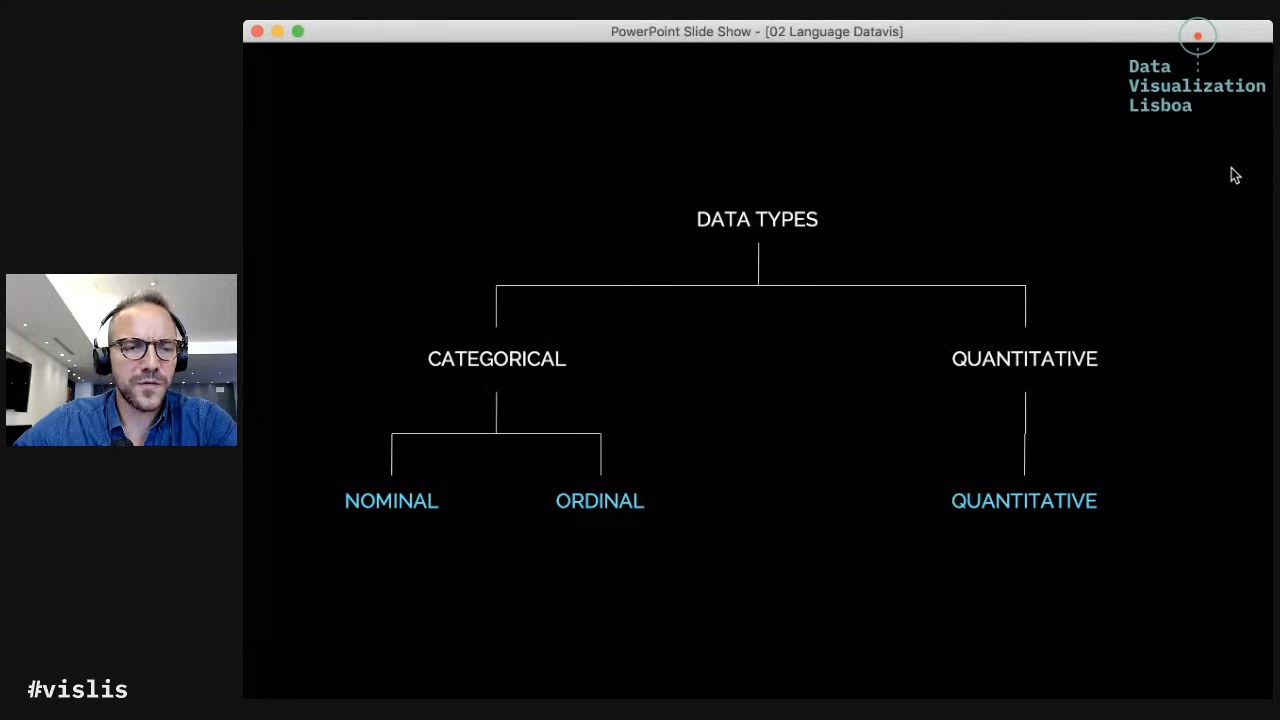 PowerPoint Slide Show - [02 Language Datavis]
Data
Visualization
Lisboa
DATA TYPES
CATEGORICAL
QUANTITATIVE
NOMINAL
ORDINAL
QUANTITATIVE
#vislis